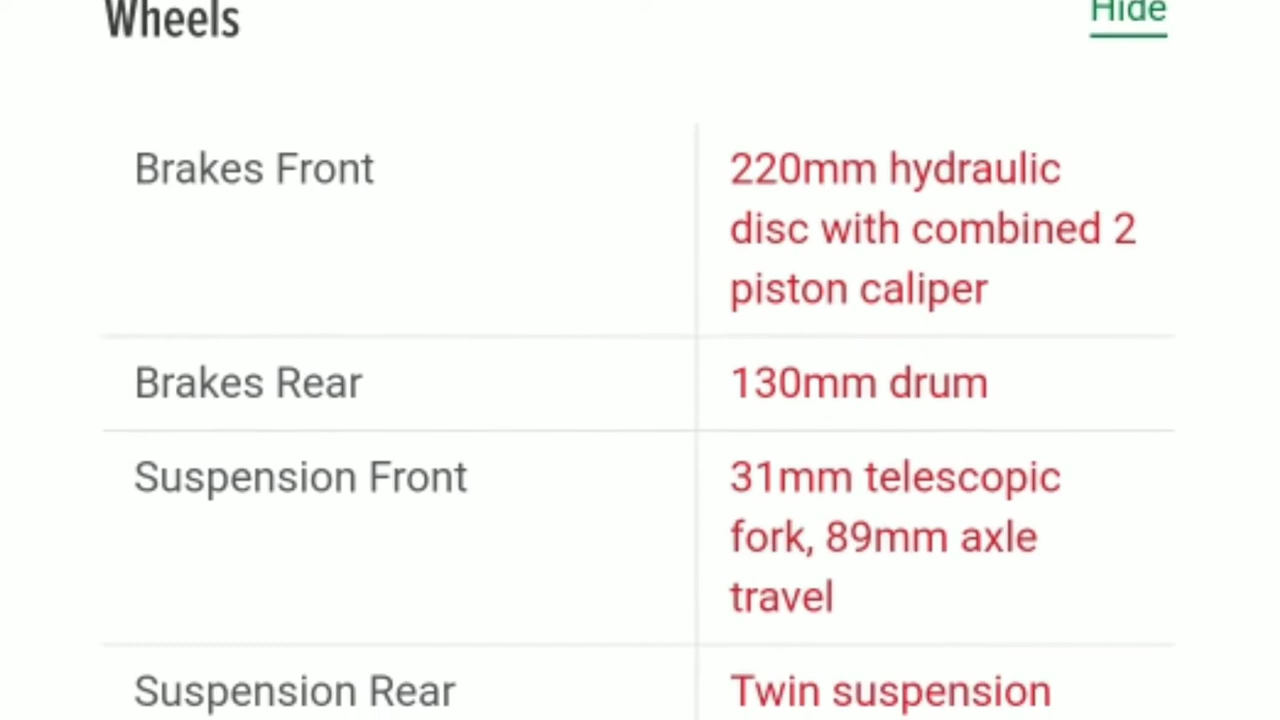 Wheels
Hide
Brakes Front
220mm hydraulic
disc with combined 2
piston caliper
Brakes Rear
130mm drum
Suspension Front
31mm telescopic
fork, 89mm axle
travel
Suspension Rear
Twin suspension